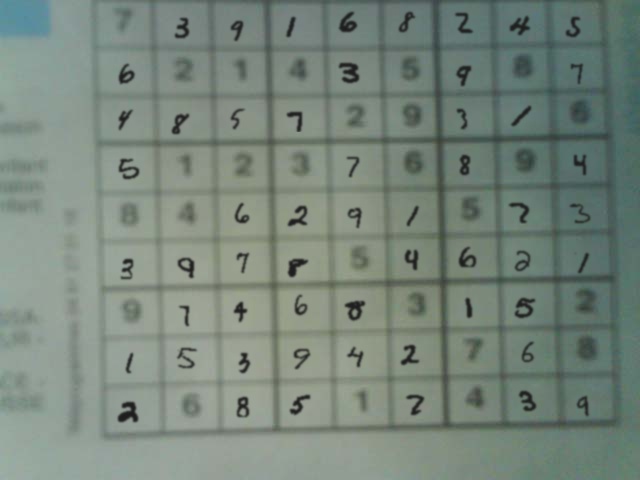 7 3 9 1 6 8 2 4 5
6 2 1 4 3 5 9 8 7
4 8 5 7 2 9 3 1 6
5 1 2 3 7 6 8 9 4
8 4 6 2 9 1 5 7 3
3 9 7 8 5 4 6 2 1
9 7 4 6 8 3 1 5 2
1 5 3 9 4 2 7 6 8
2 6 8 5 1 7 4 3 9